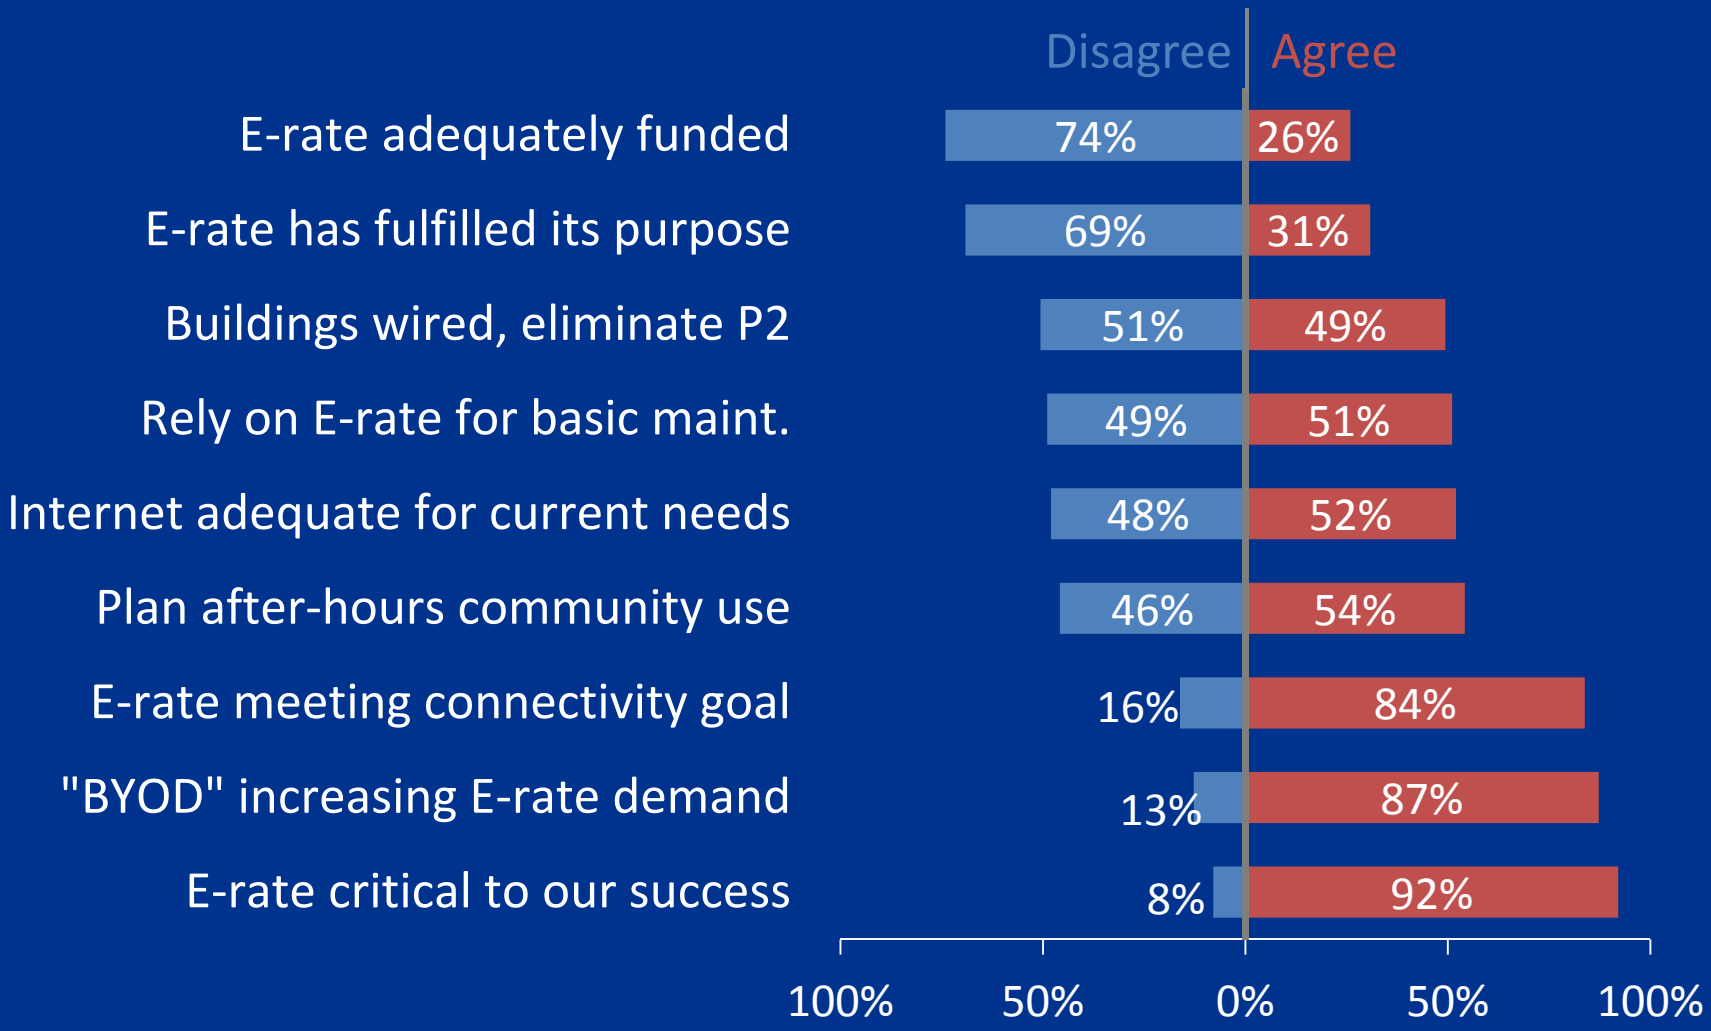 Disagree Agree
E-rate adequately funded 74% 26%
E-rate has fulfilled its purpose 69% 31%
Buildings wired, eliminate P2 51% 49%
Rely on E-rate for basic maint. 49% 51%
Internet adequate for current needs 48% 52%
Plan after-hours community use 46% 54%
E-rate meeting connectivity goal 16% 84%
"BYOD" increasing E-rate demand 13% 87%
E-rate critical to our success 8% 92%
100% 50% 0% 50% 100%